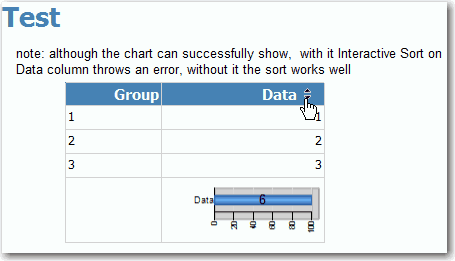 Test
note: although the chart can successfully show, with it Interactive Sort on
Data column throws an error, without it the sort works well
Group Data
1 1
2 2
3 3
Data 6
0 20 40 60 80 100